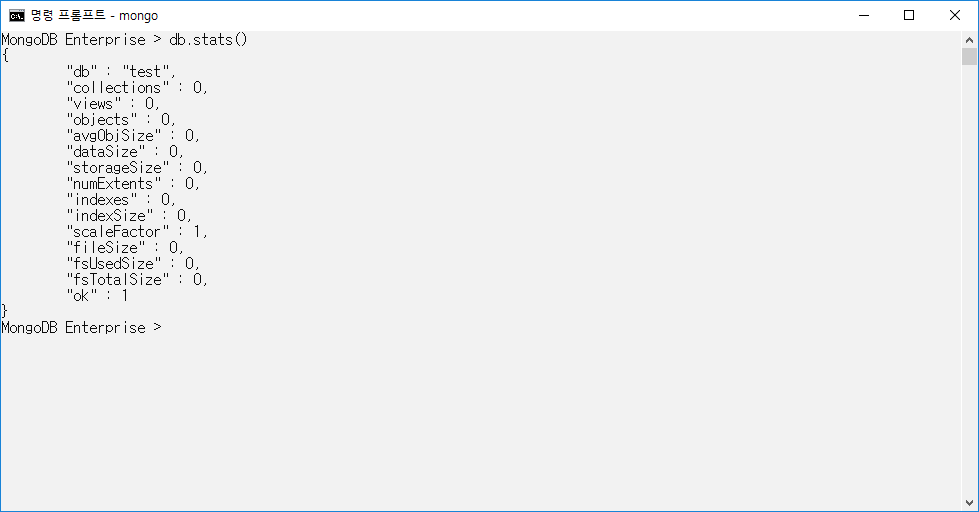 명령 프롬프트 - mongo
MongoDB Enterprise > db.stats()
{
        "db" : "test",
        "collections" : 0,
        "views" : 0,
        "objects" : 0,
        "avgObjSize" : 0,
        "dataSize" : 0,
        "storageSize" : 0,
        "numExtents" : 0,
        "indexes" : 0,
        "indexSize" : 0,
        "scaleFactor" : 1,
        "fileSize" : 0,
        "fsUsedSize" : 0,
        "fsTotalSize" : 0,
        "ok" : 1
}
MongoDB Enterprise >